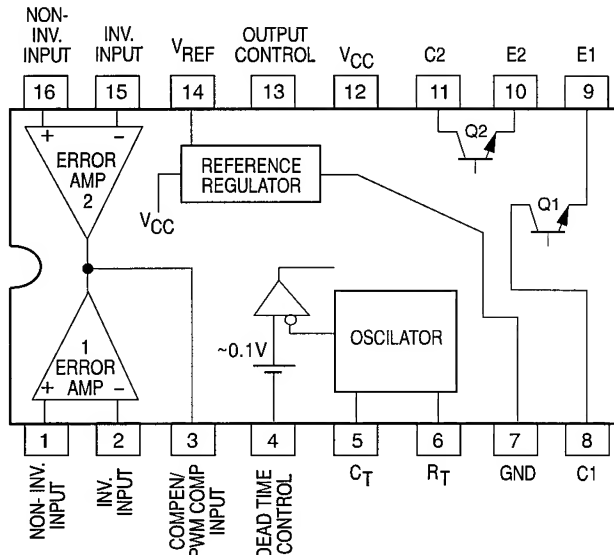 NON-
INV.
INPUT
INV.
INPUT
VREF
OUTPUT
CONTROL
VCC
C2
E2
E1
16
15
14
13
12
11
10
9
+
−
ERROR
AMP
2
REFERENCE
REGULATOR
VCC
Q2
Q1
1
ERROR
AMP
+
−
~0.1V
OSCILATOR
1
2
3
4
5
6
7
8
NON- INV.
INPUT
INV.
INPUT
COMPEN/
PWM COMP
INPUT
DEAD TIME
CONTROL
CT
RT
GND
C1